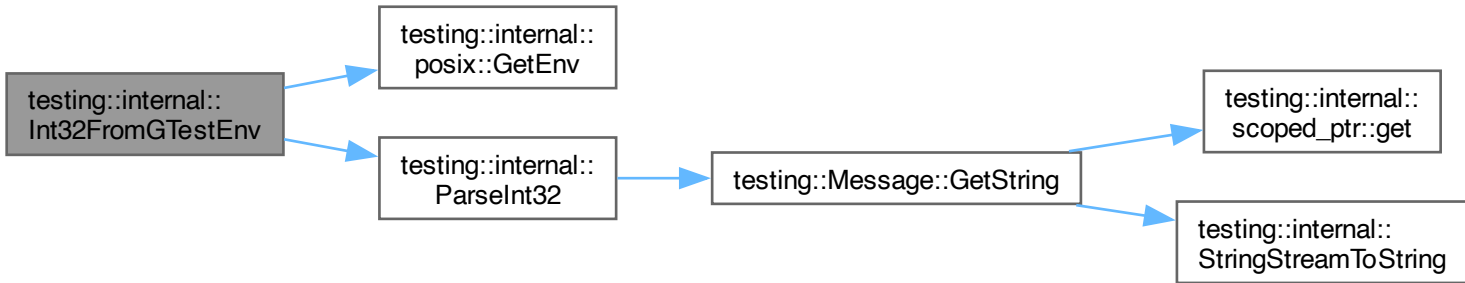 testing::internal::
Int32FromGTestEnv
testing::internal::
posix::GetEnv
testing::internal::
ParseInt32
testing::Message::GetString
testing::internal::
scoped_ptr::get
testing::internal::
StringStreamToString